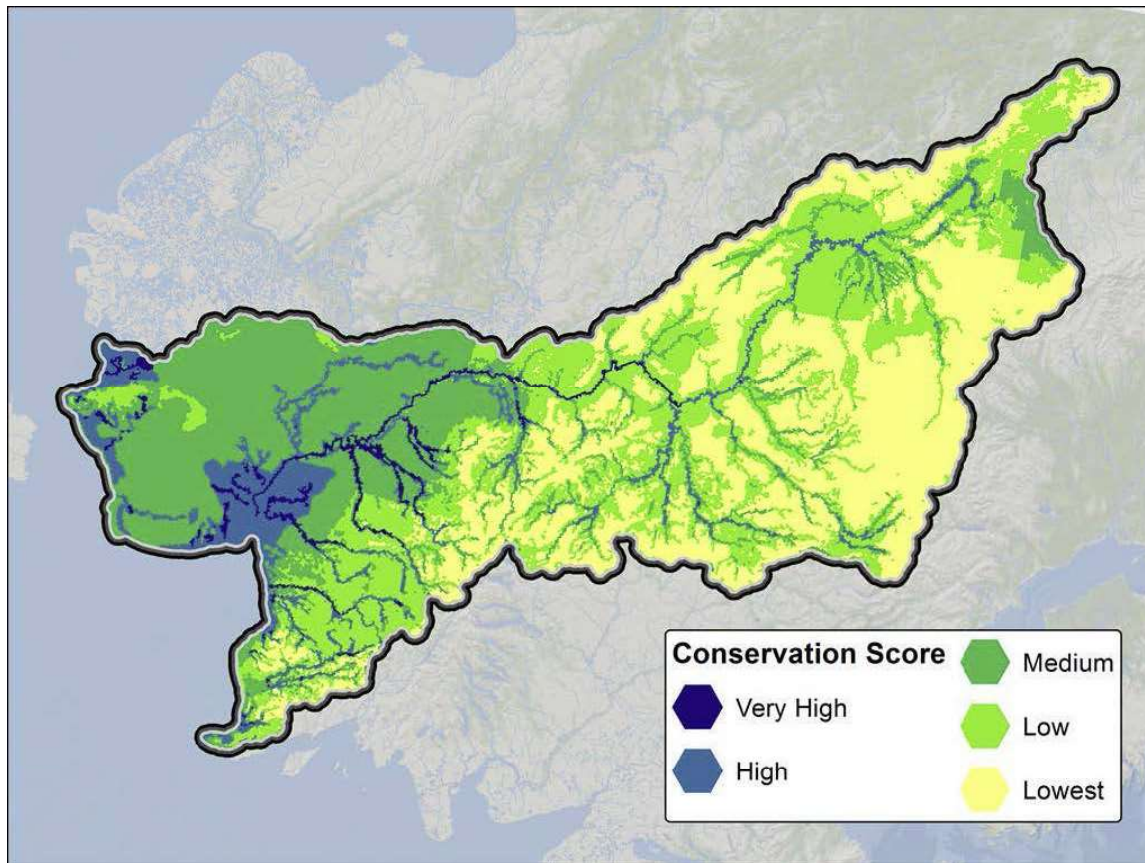 Conservation Score
Very High
High
Medium
Low
Lowest